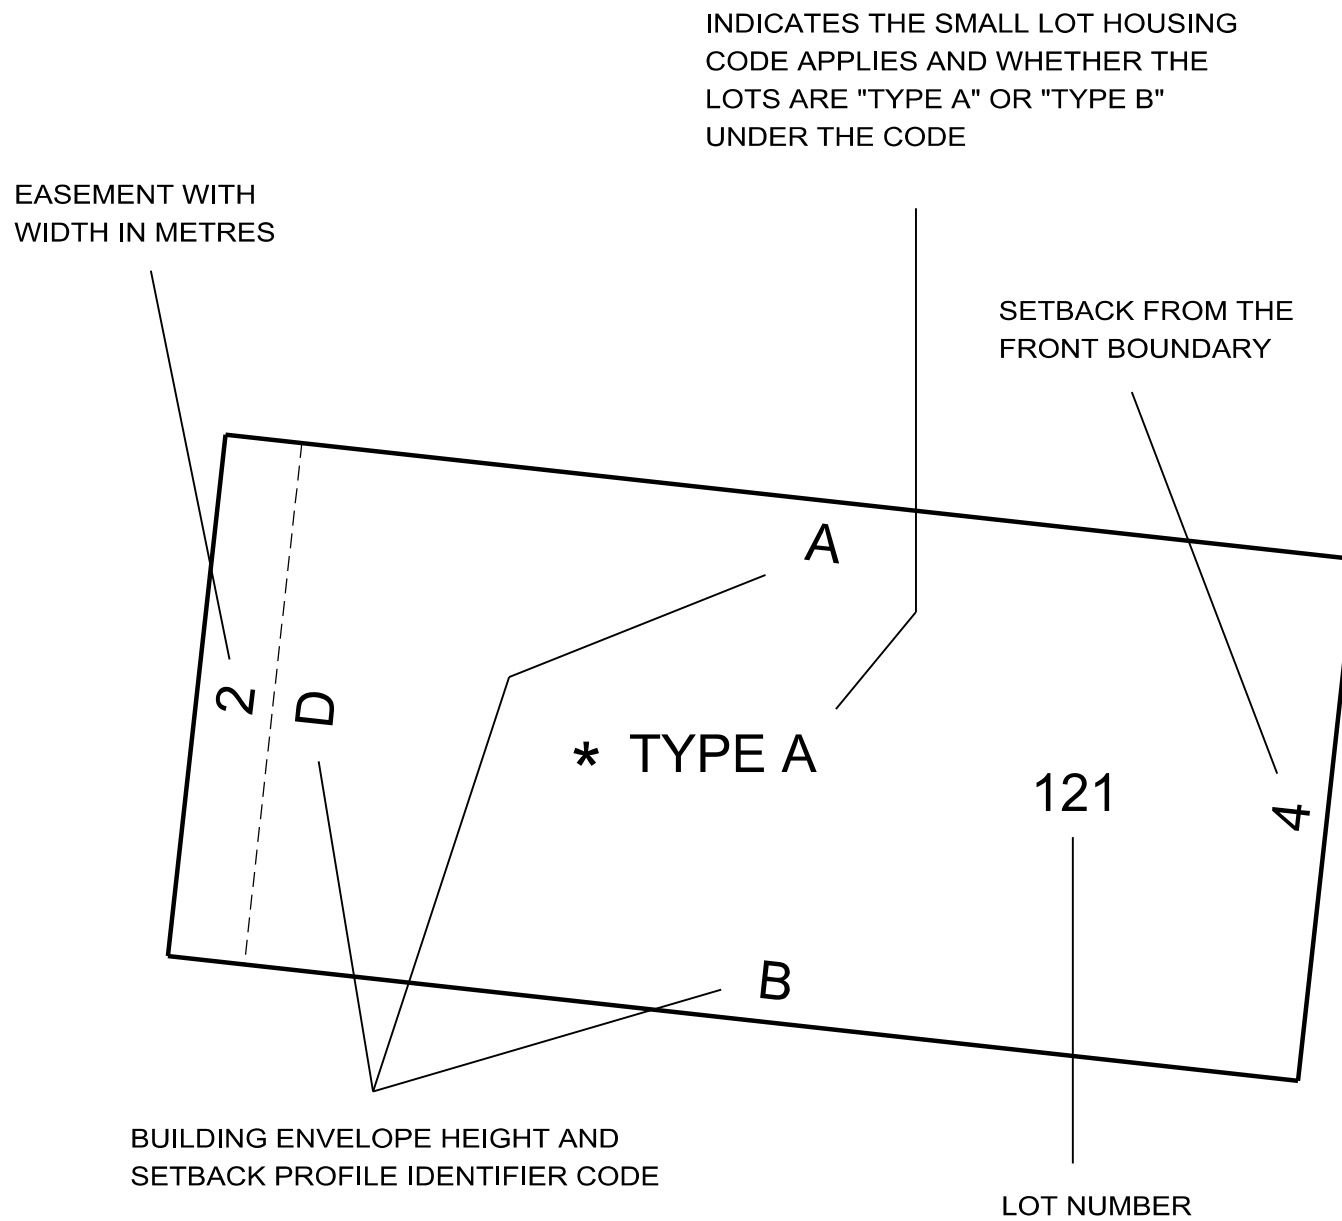 INDICATES THE SMALL LOT HOUSING
CODE APPLIES AND WHETHER THE
LOTS ARE "TYPE A" OR "TYPE B"
UNDER THE CODE
EASEMENT WITH
WIDTH IN METRES
SETBACK FROM THE
FRONT BOUNDARY
A
2
D
* TYPE A
121
4
B
BUILDING ENVELOPE HEIGHT AND
SETBACK PROFILE IDENTIFIER CODE
LOT NUMBER